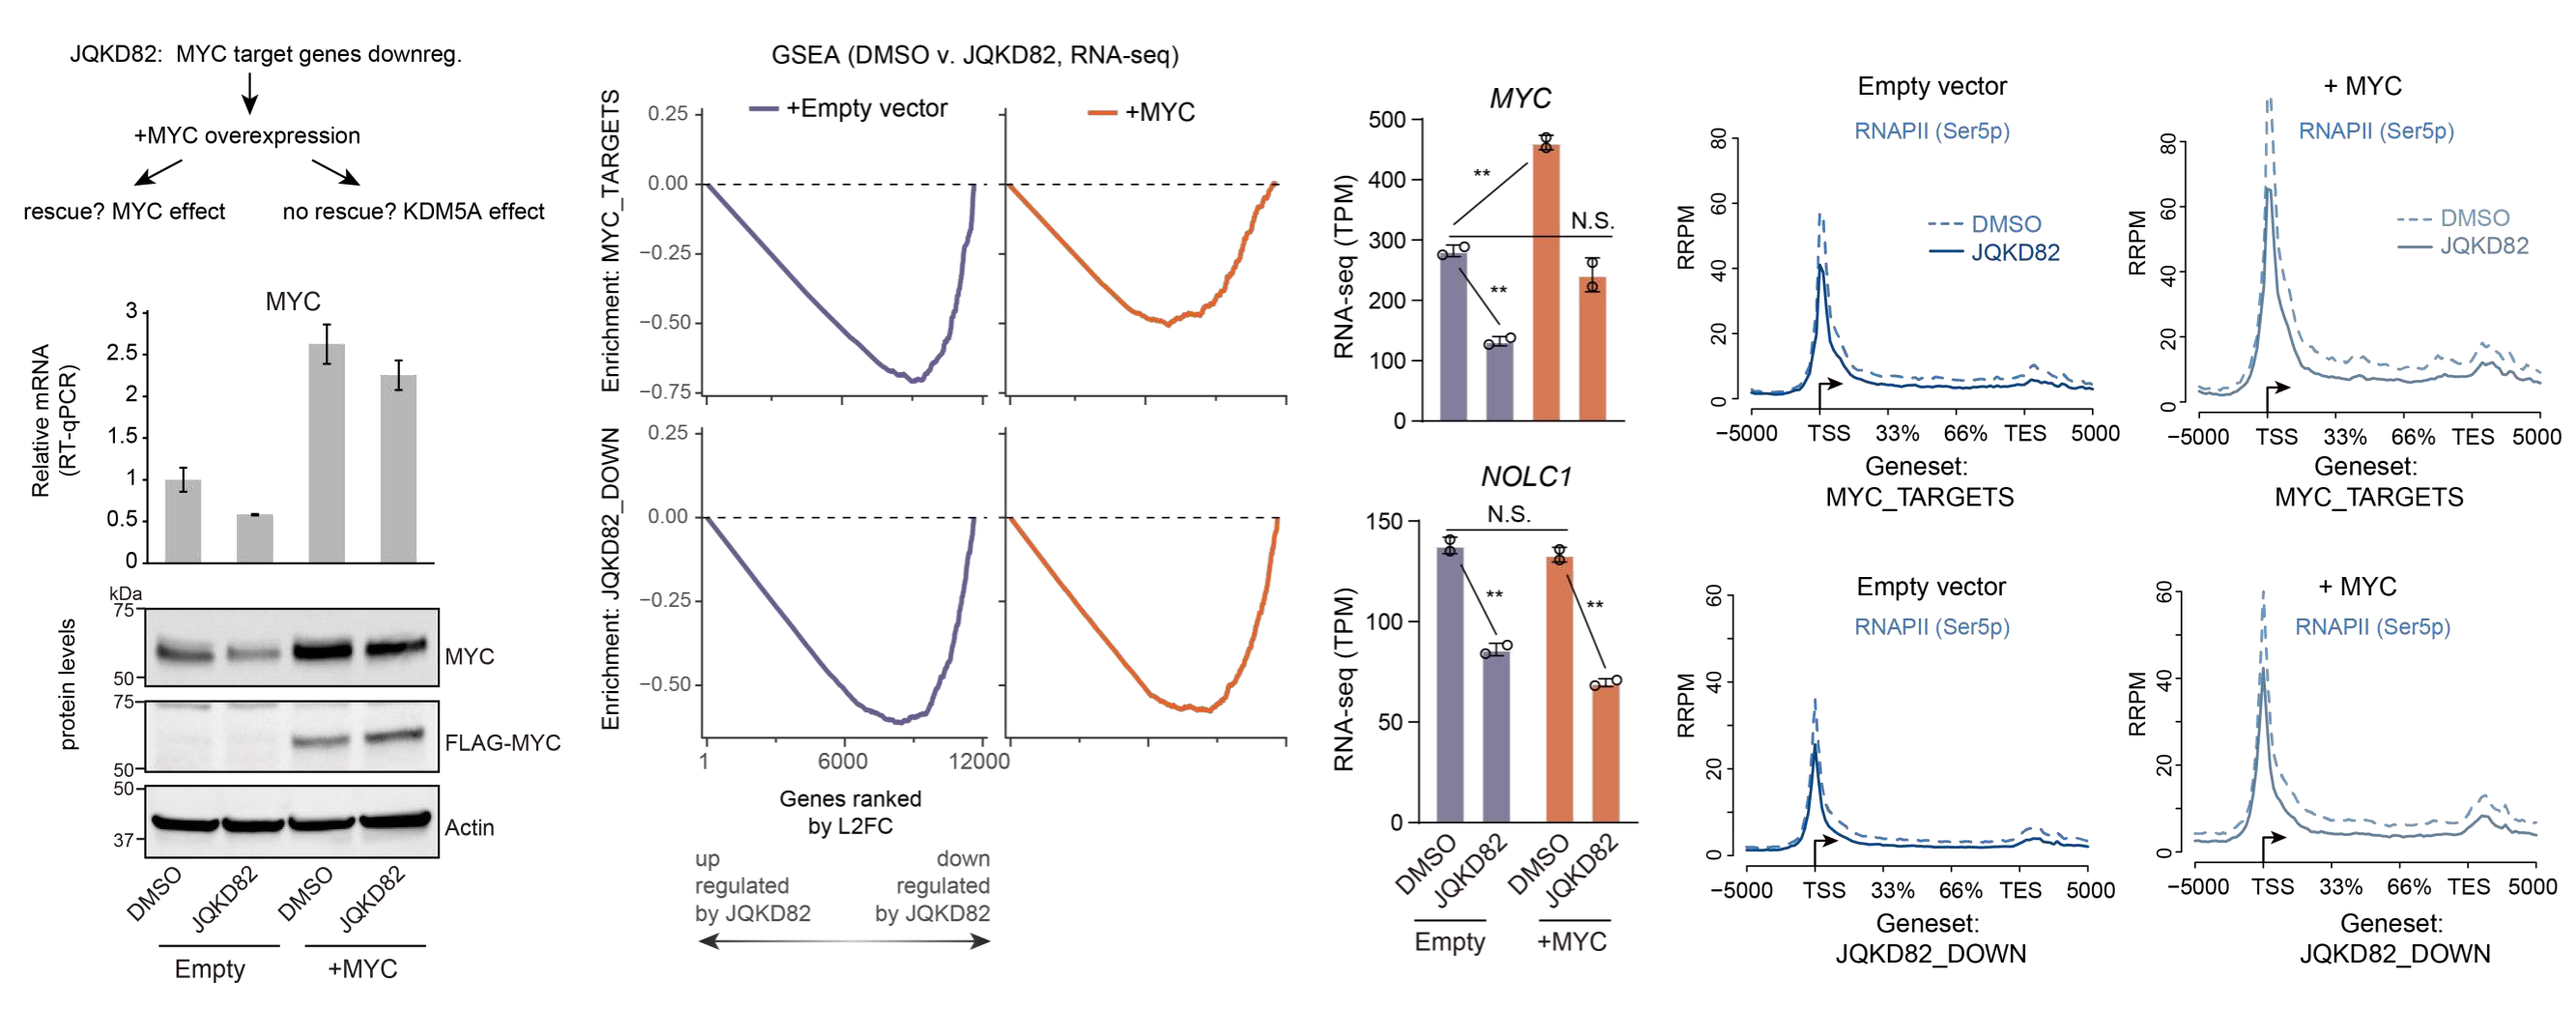 JQKD82: MYC target genes downreg.
+MYC overexpression
rescue? MYC effect
no rescue? KDM5A effect
MYC
Relative mRNA
(RT-qPCR)
3
2.5
2
1.5
1
0.5
0
protein levels
kDa
75
50
MYC
75
50
FLAG-MYC
50
37
Actin
DMSO
JQKD82
DMSO
JQKD82
Empty
+MYC
GSEA (DMSO v. JQKD82, RNA-seq)
+Empty vector
+MYC
Enrichment: MYC_TARGETS
0.25
0.00
−0.25
−0.50
−0.75
Enrichment: JQKD82_DOWN
0.25
0.00
−0.25
−0.50
1
6000
12000
Genes ranked
by L2FC
up
regulated
by JQKD82
down
regulated
by JQKD82
MYC
RNA-seq (TPM)
500
400
300
200
100
0
**
**
N.S.
NOLC1
RNA-seq (TPM)
150
100
50
0
N.S.
**
**
DMSO
JQKD82
DMSO
JQKD82
Empty
+MYC
Empty vector
RNAPII (Ser5p)
RRPM
80
60
40
20
0
DMSO
JQKD82
−5000
TSS
33%
66%
TES
5000
Geneset:
MYC_TARGETS
+ MYC
RNAPII (Ser5p)
RRPM
80
60
40
20
0
DMSO
JQKD82
−5000
TSS
33%
66%
TES
5000
Geneset:
MYC_TARGETS
Empty vector
RNAPII (Ser5p)
RRPM
60
40
20
0
−5000
TSS
33%
66%
TES
5000
Geneset:
JQKD82_DOWN
+ MYC
RNAPII (Ser5p)
RRPM
60
40
20
0
−5000
TSS
33%
66%
TES
5000
Geneset:
JQKD82_DOWN